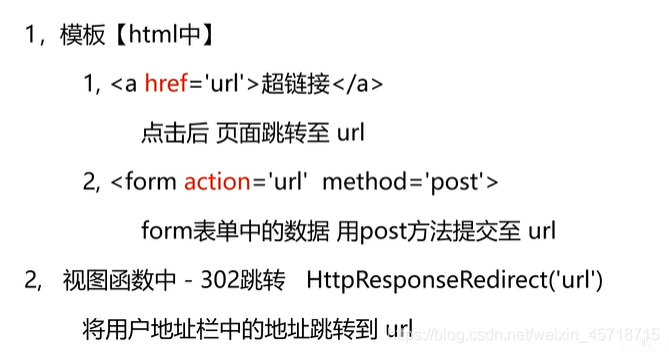 1，模板【html中】
1, <a href='url'>超链接</a>
点击后 页面跳转至 url
2, <form action='url' method='post'>
form表单中的数据 用post方法提交至 url
2， 视图函数中 - 302跳转 HttpResponseRedirect('url')
将用户地址栏中的地址跳转到 url
https://blog.csdn.net/weixin_45718715